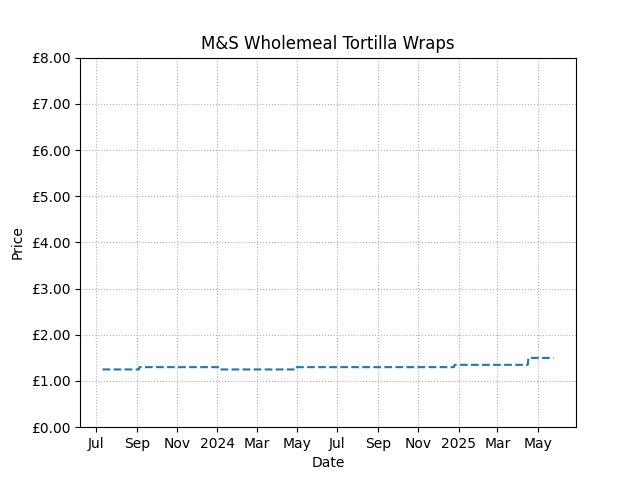 M&S Wholemeal Tortilla Wraps
£8.00
£7.00
£6.00
£5.00
£4.00
£3.00
£2.00
£1.00
£0.00
Price
Jul Sep Nov 2024 Mar May Jul Sep Nov 2025 Mar May
Date